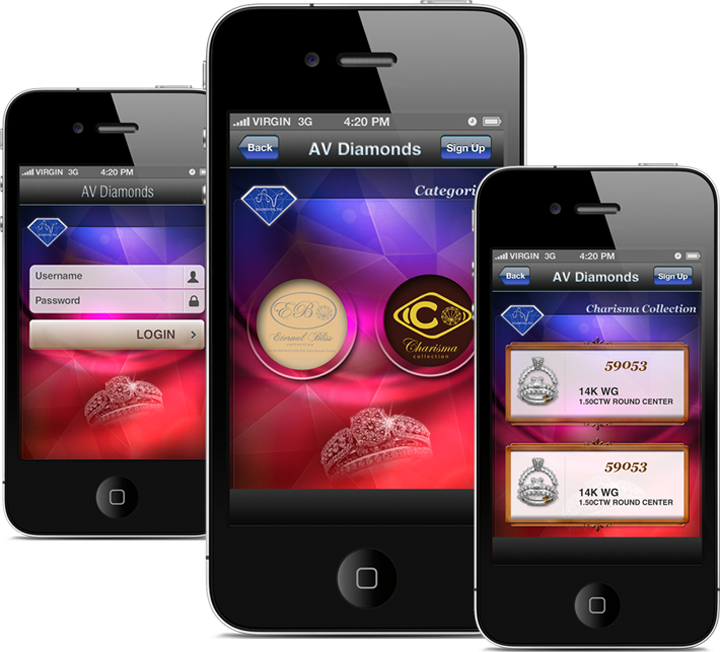 VIRGIN 3G 4:20 PM
AV Diamonds
Username
Password
LOGIN
VIRGIN 3G 4:20 PM
Back AV Diamonds Sign Up
AV
Categori
EB
Eternal Bliss
collection
C
Charisma
collection
VIRGIN 3G 4:20 PM
Back AV Diamonds Sign Up
Charisma Collection
59053
14K WG
1.50CTW ROUND CENTER
59053
14K WG
1.50CTW ROUND CENTER